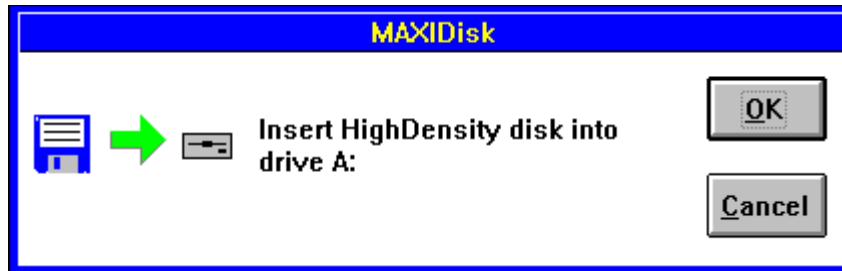 MAXIDisk
Insert HighDensity disk into
drive A:
OK
Cancel